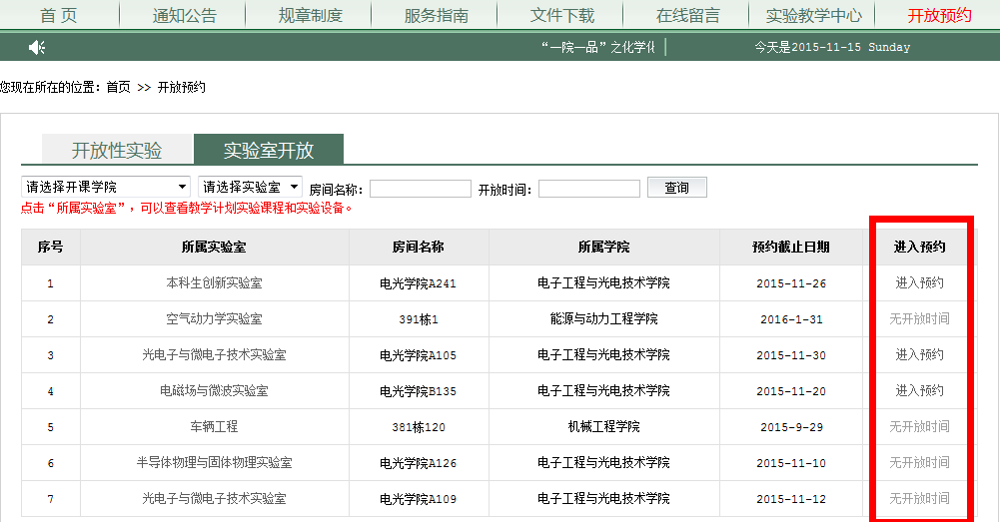 首 页 通知公告 规章制度 服务指南 文件下载 在线留言 实验教学中心 开放预约
“一院一品”之化学化 今天是2015-11-15 Sunday
您现在所在的位置：首页 >> 开放预约
开放性实验 实验室开放
请选择开课学院 请选择实验室 房间名称: 开放时间: 查询
点击“所属实验室”，可以查看教学计划实验课程和实验设备。
序号 所属实验室 房间名称 所属学院 预约截止日期 进入预约
1 本科生创新实验室 电光学院A241 电子工程与光电技术学院 2015-11-26 进入预约
2 空气动力学实验室 391栋1 能源与动力工程学院 2016-1-31 无开放时间
3 光电子与微电子技术实验室 电光学院A105 电子工程与光电技术学院 2015-11-30 进入预约
4 电磁场与微波实验室 电光学院B135 电子工程与光电技术学院 2015-11-20 进入预约
5 车辆工程 381栋120 机械工程学院 2015-9-29 无开放时间
6 半导体物理与固体物理实验室 电光学院A126 电子工程与光电技术学院 2015-11-10 无开放时间
7 光电子与微电子技术实验室 电光学院A109 电子工程与光电技术学院 2015-11-12 无开放时间